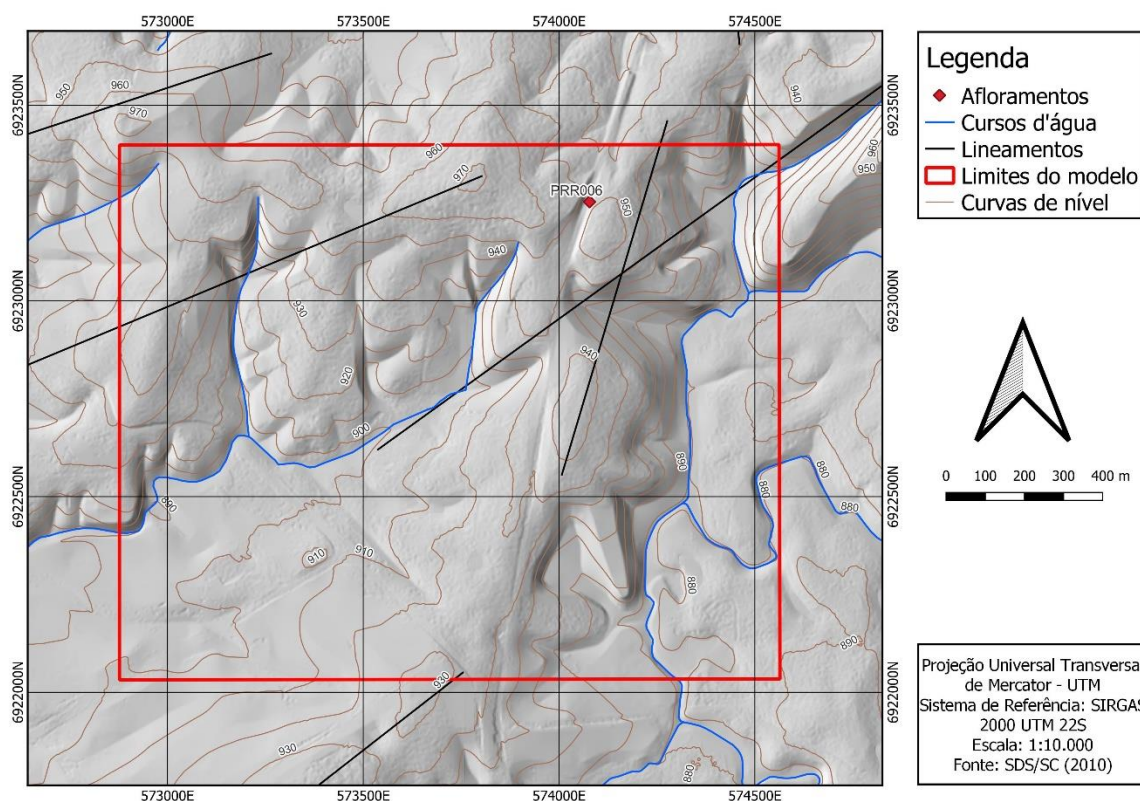 573000E 573500E 574000E 574500E
6923500N
6923000N
6922500N
6922000N
950
960
970
960
970
PRR006
950
940
960
950
940
930
920
900
940
890
880
910
910
880
880
880
880
890
930
930
880
6923500N
6923000N
6922500N
6922000N
573000E 573500E 574000E 574500E
Legenda
Afloramentos
Cursos d'água
Lineamentos
Limites do modelo
Curvas de nível
0 100 200 300 400 m
Projeção Universal Transversa
de Mercator - UTM
Sistema de Referência: SIRGAS
2000 UTM 22S
Escala: 1:10.000
Fonte: SDS/SC (2010)